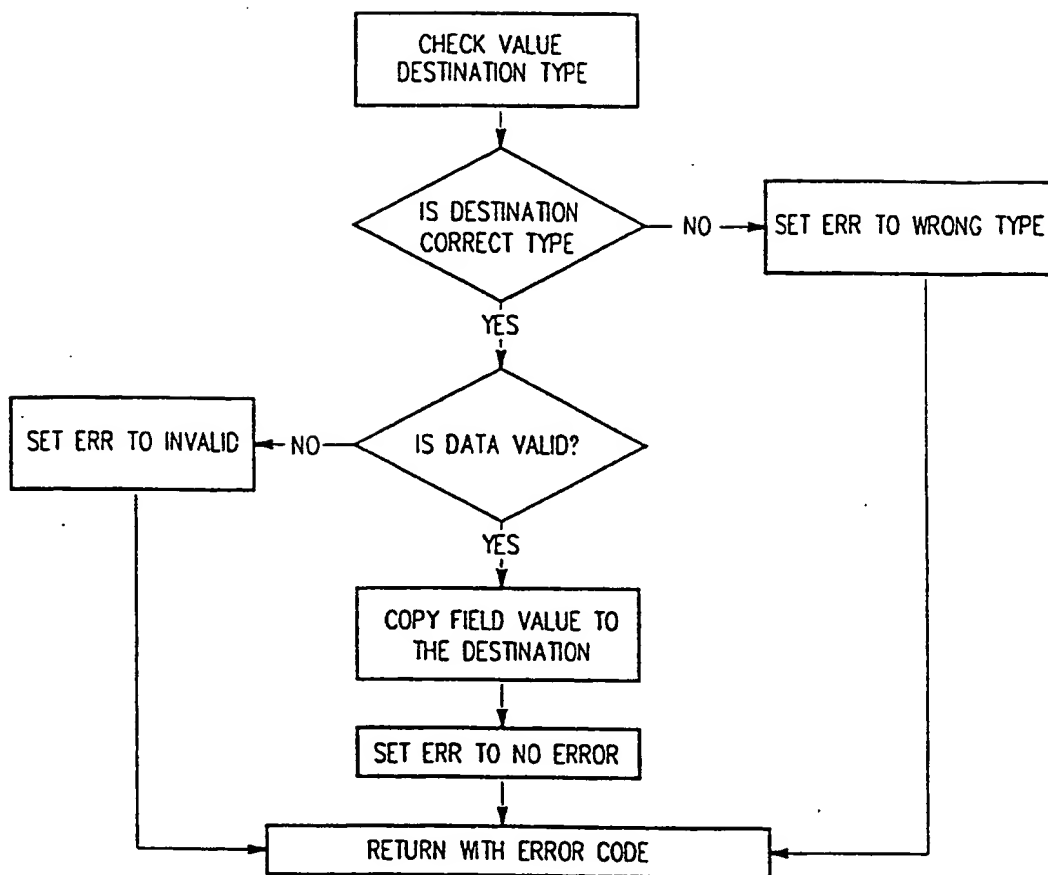 CHECK VALUE
DESTINATION TYPE
IS DESTINATION
CORRECT TYPE
NO
SET ERR TO WRONG TYPE
YES
SET ERR TO INVALID
NO
IS DATA VALID?
YES
COPY FIELD VALUE TO
THE DESTINATION
SET ERR TO NO ERROR
RETURN WITH ERROR CODE